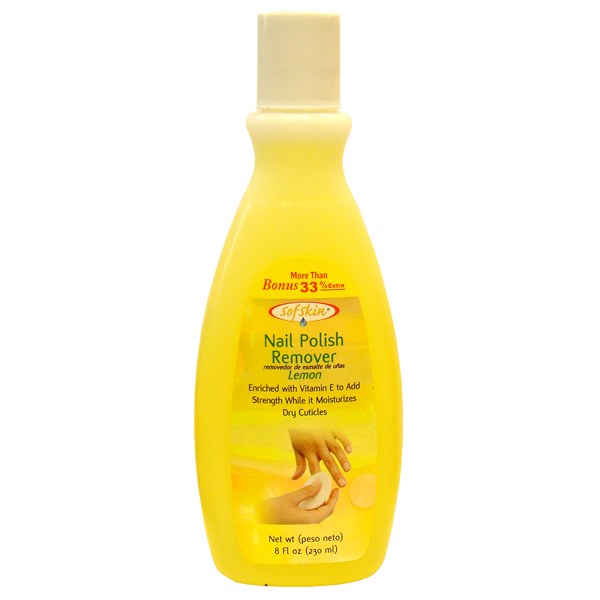 More Than
Bonus 33% Extra
SofSkin®
Nail Polish
Remover
removedor de esmalte de uñas
Lemon
Enriched with Vitamin E to Add
Strength While it Moisturizes
Dry Cuticles
Net wt (peso neto)
8 Fl oz (230 ml)